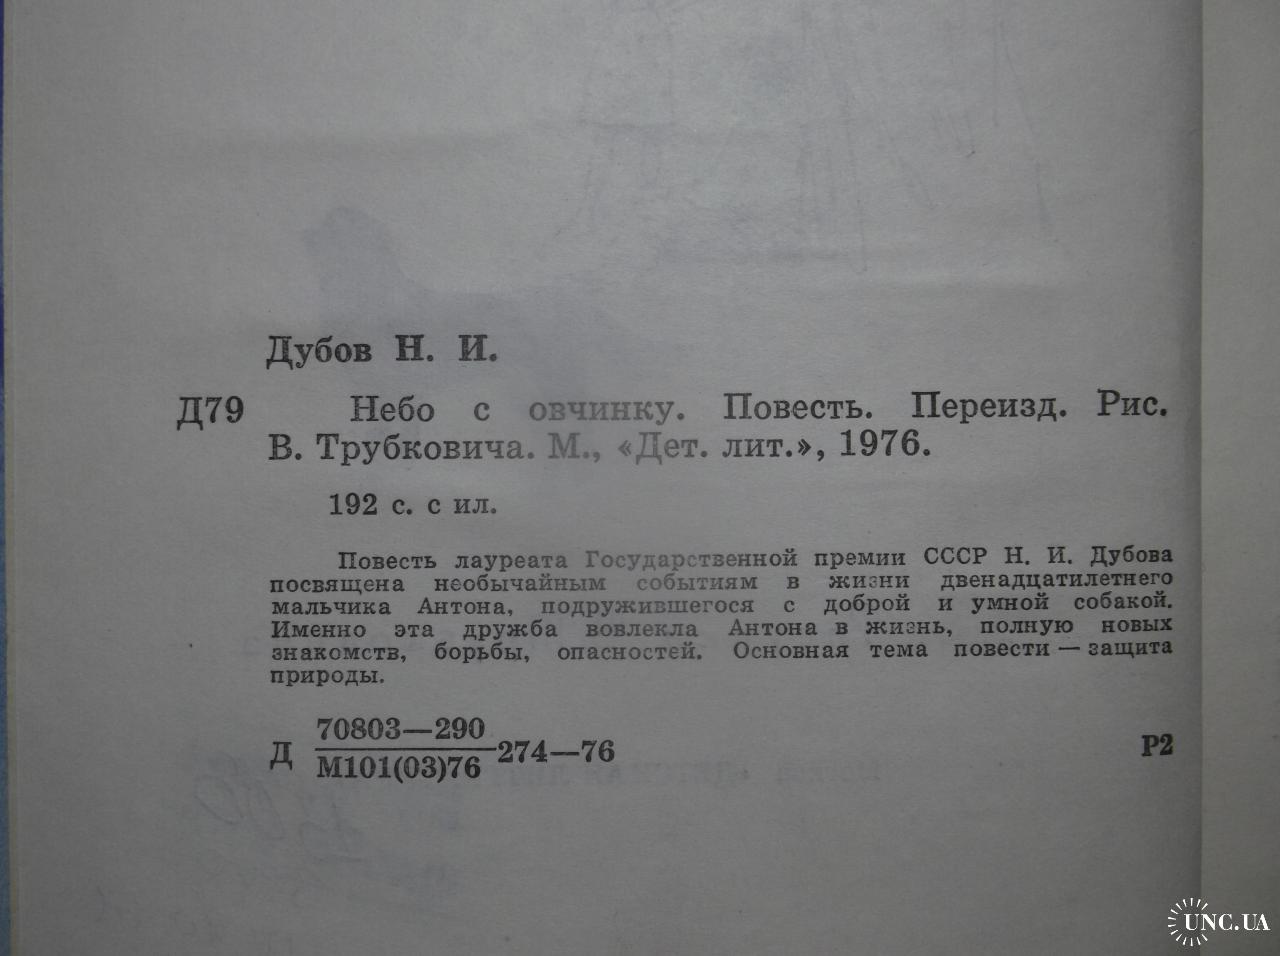 Дубов Н. И.
Д79 Небо с овчинку. Повесть. Переизд. Рис.
В. Трубковича. М., «Дет. лит.», 1976.
192 с. с ил.
Повесть лауреата Государственной премии СССР Н. И. Дубова
посвящена необычайным событиям в жизни двенадцатилетнего
мальчика Антона, подружившегося с доброй и умной собакой.
Именно эта дружба вовлекла Антона в жизнь, полную новых
знакомств, борьбы, опасностей. Основная тема повести — защита
природы.
70803—290
Д 274—76 Р2
М101(03)76
UNC.UA